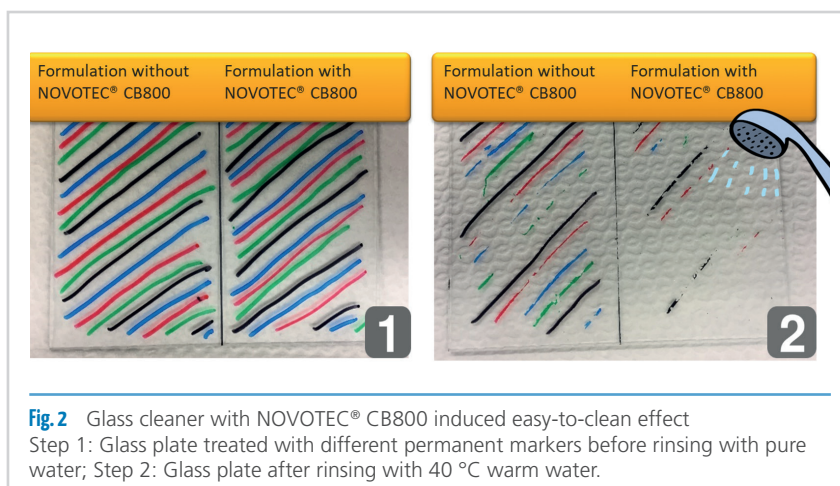 Formulation without
NOVOTEC® CB800
Formulation with
NOVOTEC® CB800
1
Formulation without
NOVOTEC® CB800
Formulation with
NOVOTEC® CB800
2
Fig. 2 Glass cleaner with NOVOTEC® CB800 induced easy-to-clean effect
Step 1: Glass plate treated with different permanent markers before rinsing with pure
water; Step 2: Glass plate after rinsing with 40 °C warm water.